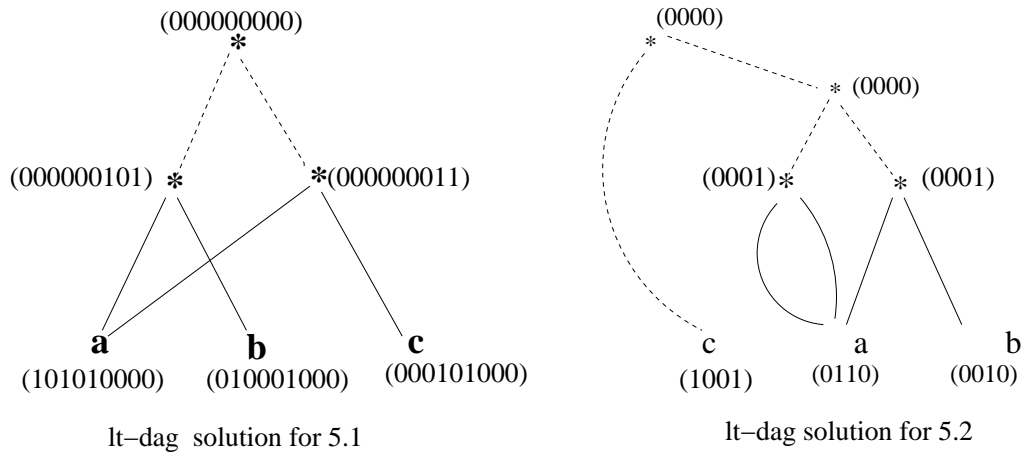 (000000000)
*
(000000101) * * (000000011)
a b c
(101010000) (010001000) (000101000)
lt−dag solution for 5.1
(0000)
*
* (0000)
(0001) * * (0001)
c a b
(1001) (0110) (0010)
lt−dag solution for 5.2